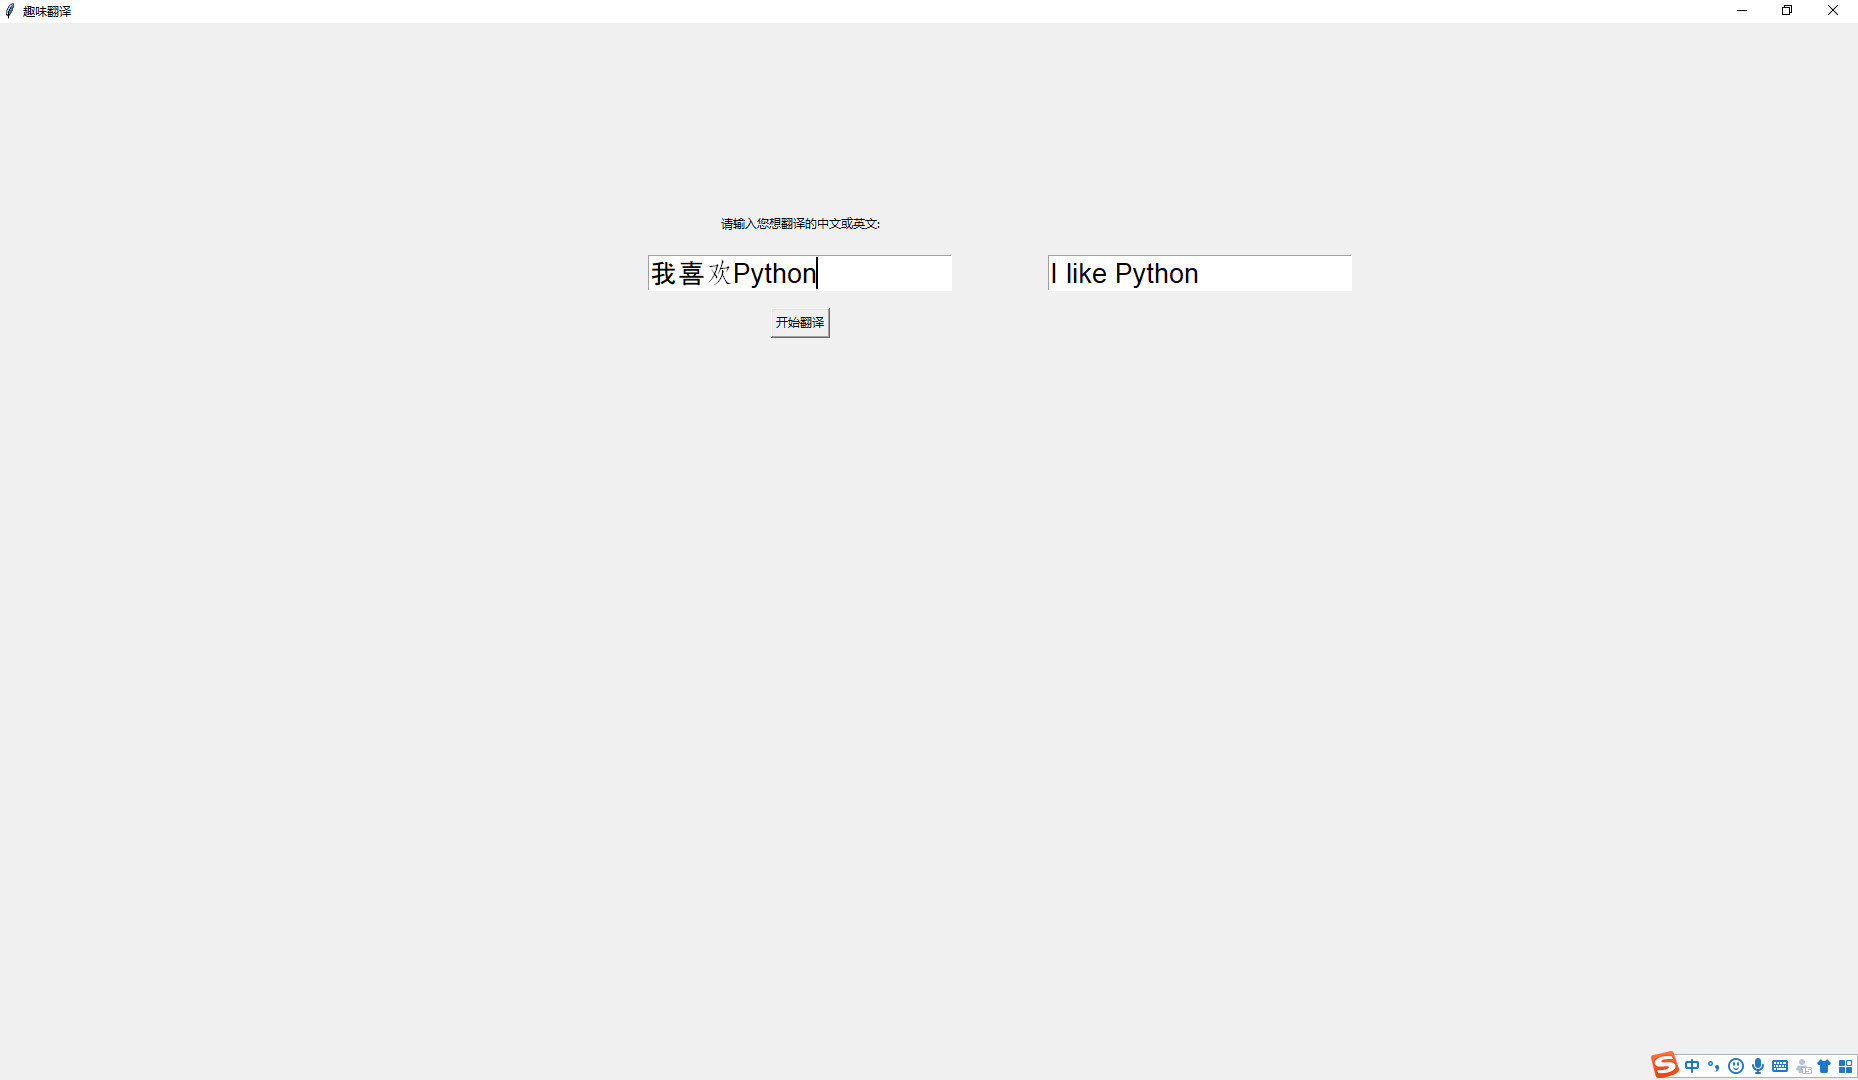 趣味翻译
请输入您想翻译的中文或英文:
我喜欢Python
I like Python
开始翻译
中